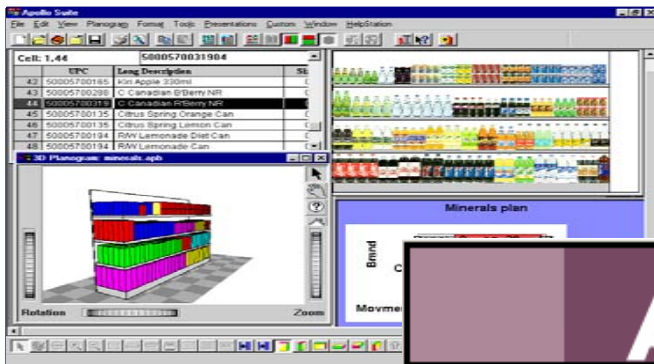 Apollo Suite
File Edit View Planogram Format Tools Presentations Custom Window HelpStation
Cell: 1,44 5000570031904
UPC Long Description Siz
42 50005700165 Kiri Apple 330ml
43 50005700288 C Canadian B'Berry NR
44 50005700319 C Canadian R'Berry NR
45 50005700135 Citrus Spring Orange Can
46 50005700135 Citrus Spring Lemon Can
47 50005700194 R/W Lemonade Diet Can
48 50005700194 R/W Lemonade Can
3D Planogram: minerals.apb
Minerals plan
Brand
C
Movme
Rotation Zoom
A